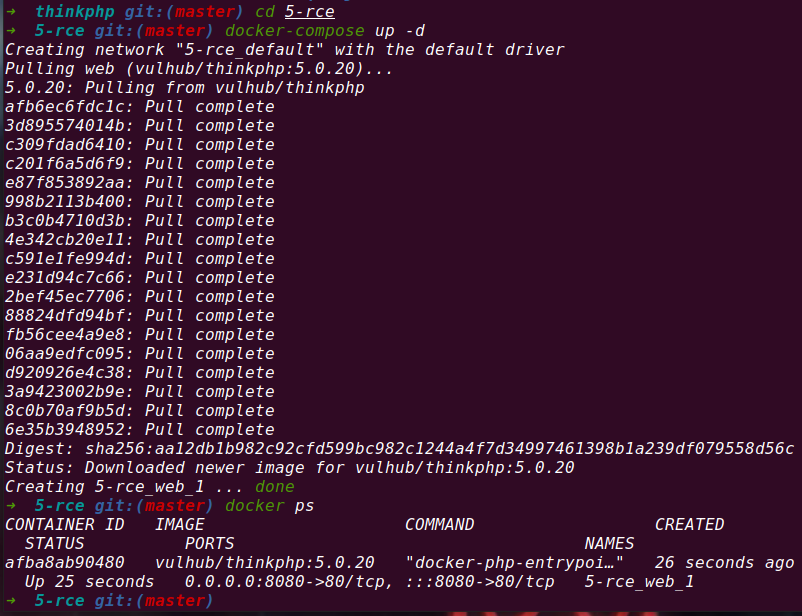 → thinkphp git:(master) cd 5-rce
→ 5-rce git:(master) docker-compose up -d
Creating network "5-rce_default" with the default driver
Pulling web (vulhub/thinkphp:5.0.20)...
5.0.20: Pulling from vulhub/thinkphp
afb6ec6fdc1c: Pull complete
3d895574014b: Pull complete
c309fdad6410: Pull complete
c201f6a5d6f9: Pull complete
e87f853892aa: Pull complete
998b2113b400: Pull complete
b3c0b4710d3b: Pull complete
4e342cb20e11: Pull complete
c591e1fe994d: Pull complete
e231d94c7c66: Pull complete
2bef45ec7706: Pull complete
88824dfd94bf: Pull complete
fb56cee4a9e8: Pull complete
06aa9edfc095: Pull complete
d920926e4c38: Pull complete
3a9423002b9e: Pull complete
8c0b70af9b5d: Pull complete
6e35b3948952: Pull complete
Digest: sha256:aa12db1b982c92cfd599bc982c1244a4f7d34997461398b1a239df079558d56c
Status: Downloaded newer image for vulhub/thinkphp:5.0.20
Creating 5-rce_web_1 ... done
→ 5-rce git:(master) docker ps
CONTAINER ID   IMAGE                    COMMAND                  CREATED
  STATUS          PORTS                                   NAMES
afba8ab90480   vulhub/thinkphp:5.0.20   "docker-php-entrypoi…"   26 seconds ago
  Up 25 seconds   0.0.0.0:8080->80/tcp, :::8080->80/tcp   5-rce_web_1
→ 5-rce git:(master)